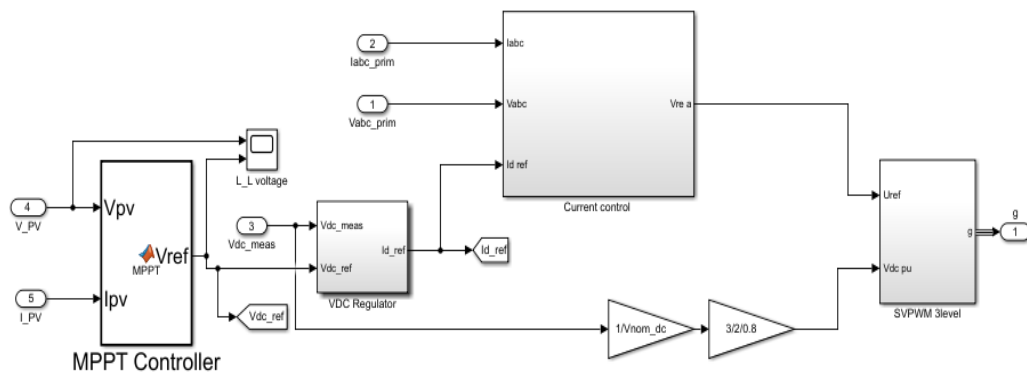 2
Iabc_prim
Iabc
1
Vabc_prim
Vabc
Vre a
Id ref
Current control
L_L voltage
4
V_PV
Vpv
MPPT
Vref
5
I_PV
Ipv
MPPT Controller
3
Vdc_meas
Vdc_meas
Id_ref
Vdc_ref
VDC Regulator
Id_ref
Vdc_ref
1/Vnom_dc
3/2/0.8
Uref
g
Vdc pu
SVPWM 3level
g
1